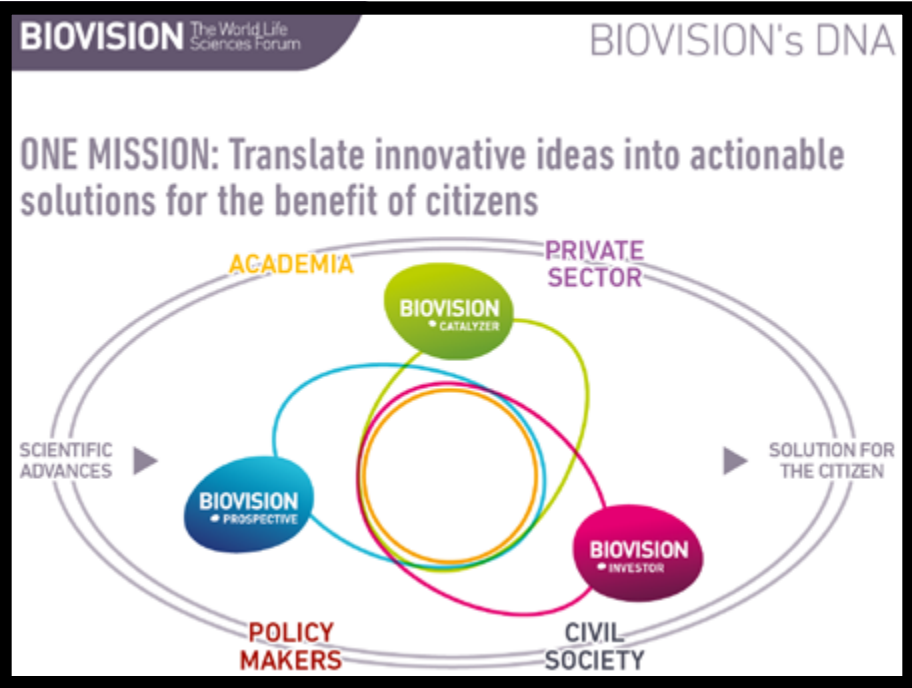 BIOVISION The World Life
Sciences Forum
BIOVISION's DNA
ONE MISSION: Translate innovative ideas into actionable
solutions for the benefit of citizens
ACADEMIA
PRIVATE
SECTOR
BIOVISION
CATALYZER
SCIENTIFIC
ADVANCES
SOLUTION FOR
THE CITIZEN
BIOVISION
PROSPECTIVE
BIOVISION
INVESTOR
POLICY
MAKERS
CIVIL
SOCIETY